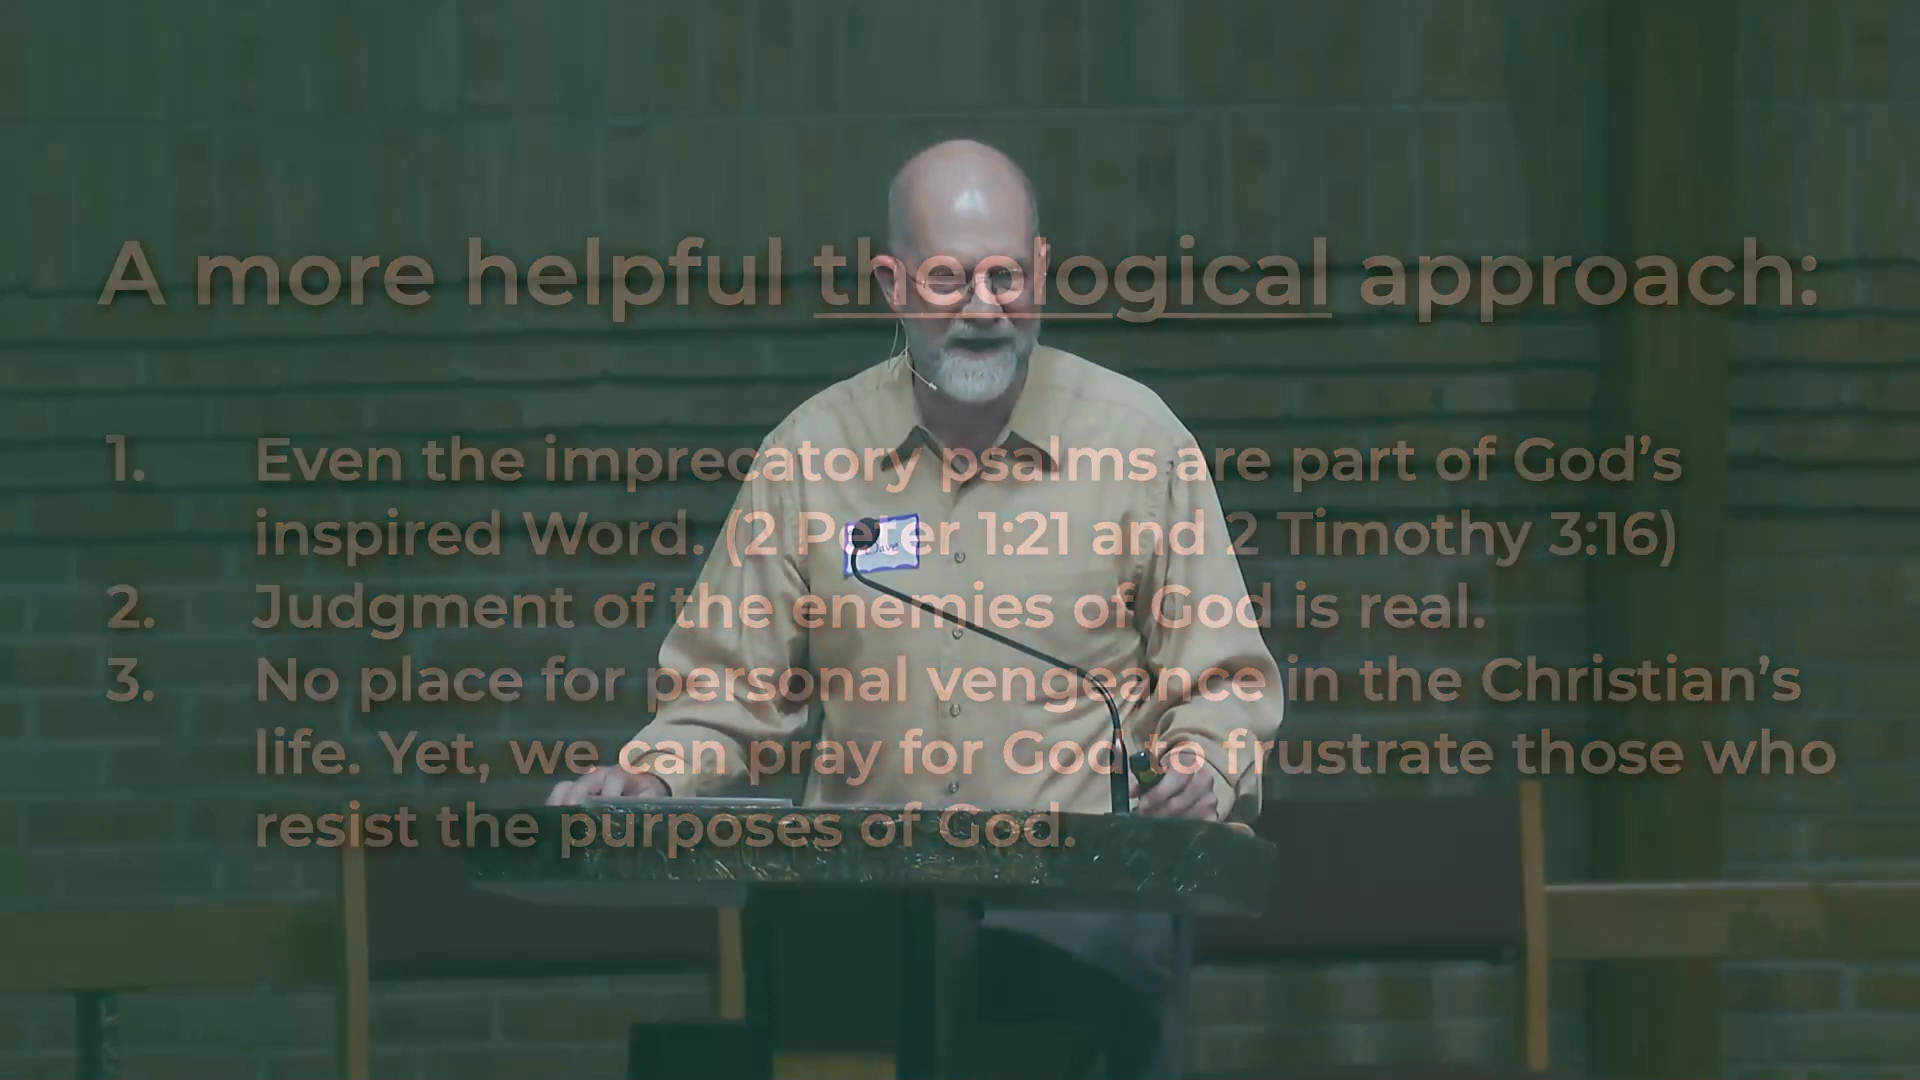 A more helpful theological approach:
1. Even the imprecatory psalms are part of God's
inspired Word. (2 Peter 1:21 and 2 Timothy 3:16)
Dave
2. Judgment of the enemies of God is real.
3. No place for personal vengeance in the Christian's
life. Yet, we can pray for God to frustrate those who
resist the purposes of God.